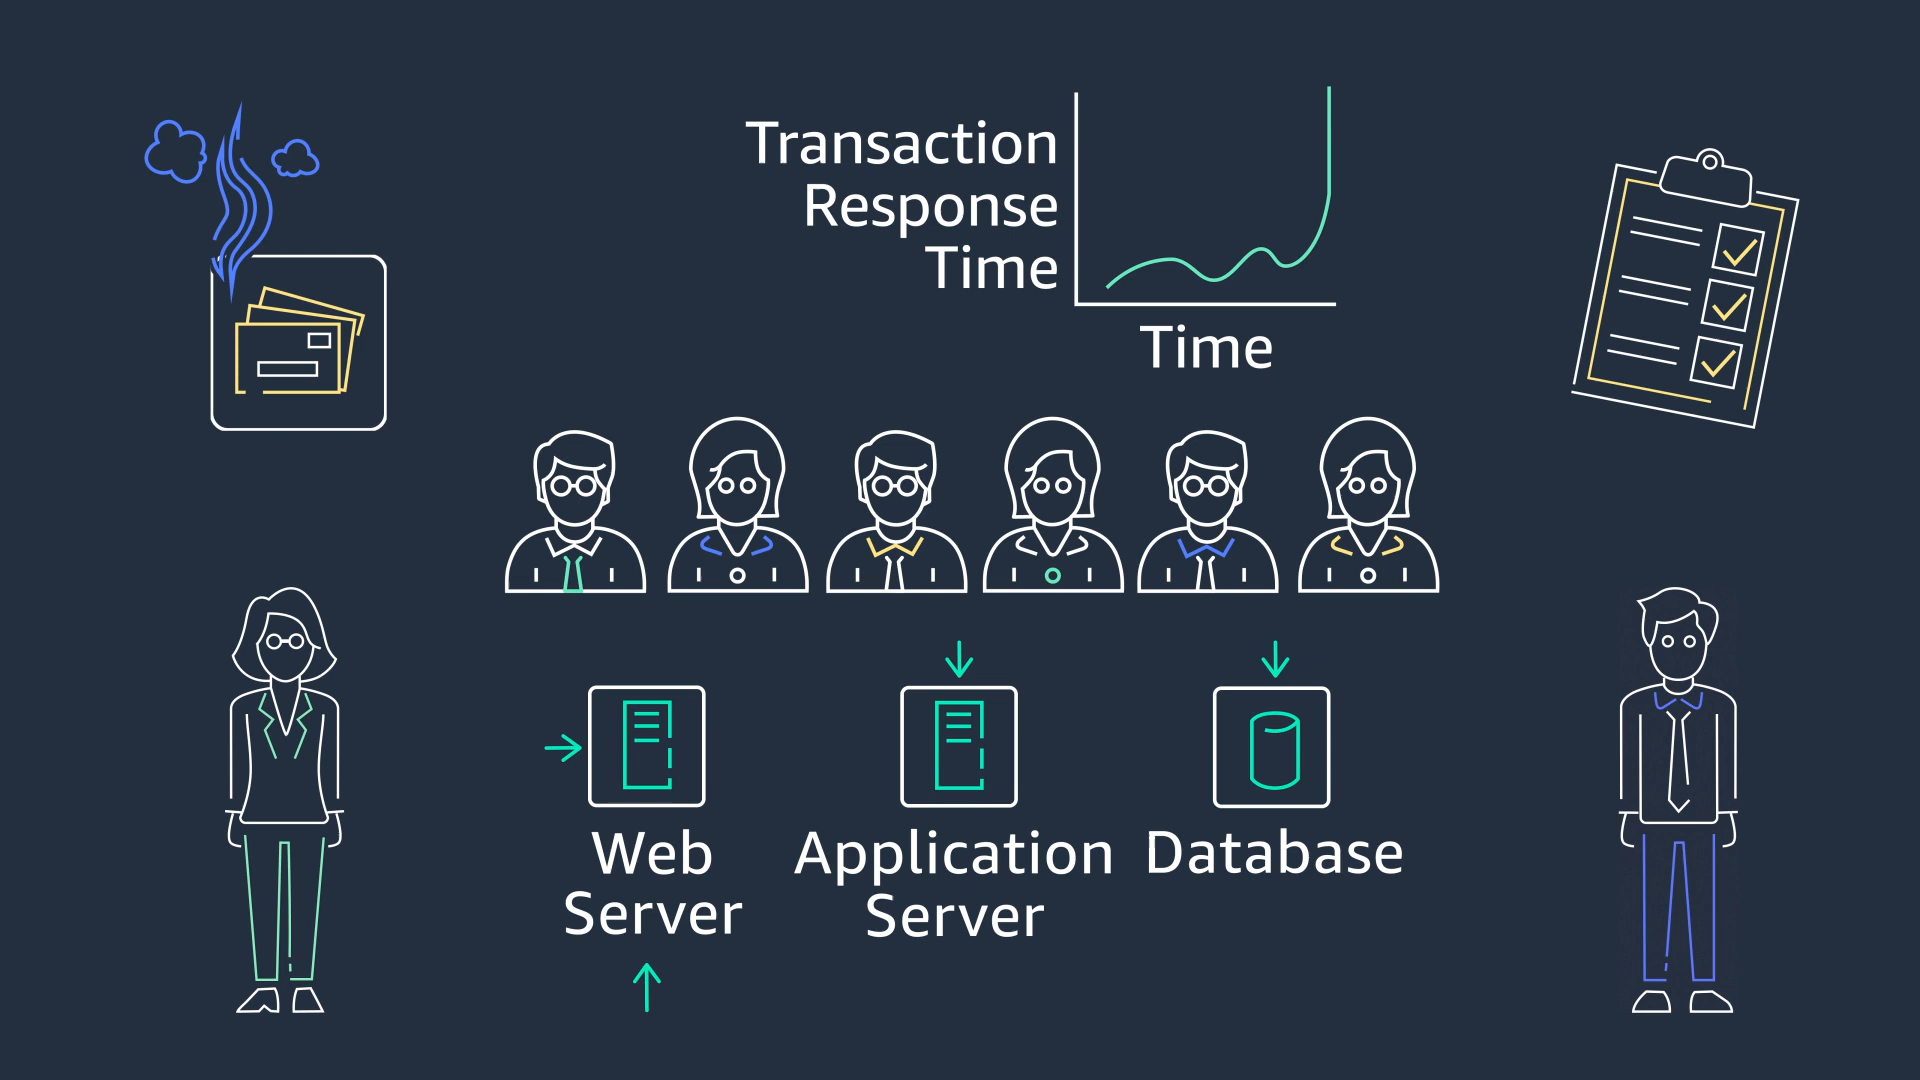 Transaction
Response
Time
Time
Web
Server
Application
Server
Database